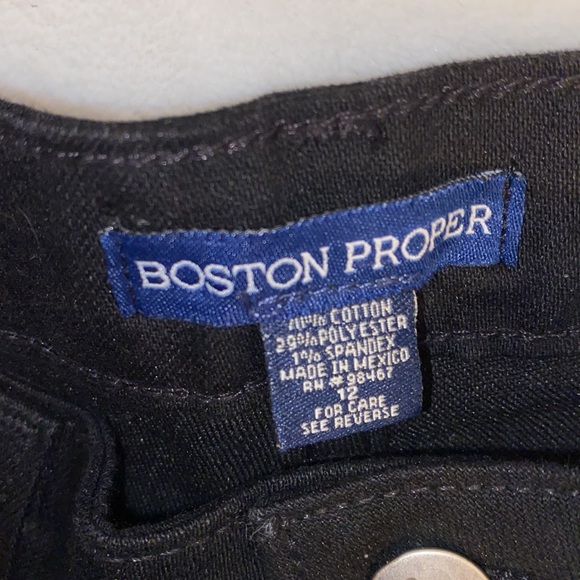 BOSTON PROPER
70% COTTON
29% POLYESTER
1% SPANDEX
MADE IN MEXICO
RN # 98467
12
FOR CARE
SEE REVERSE